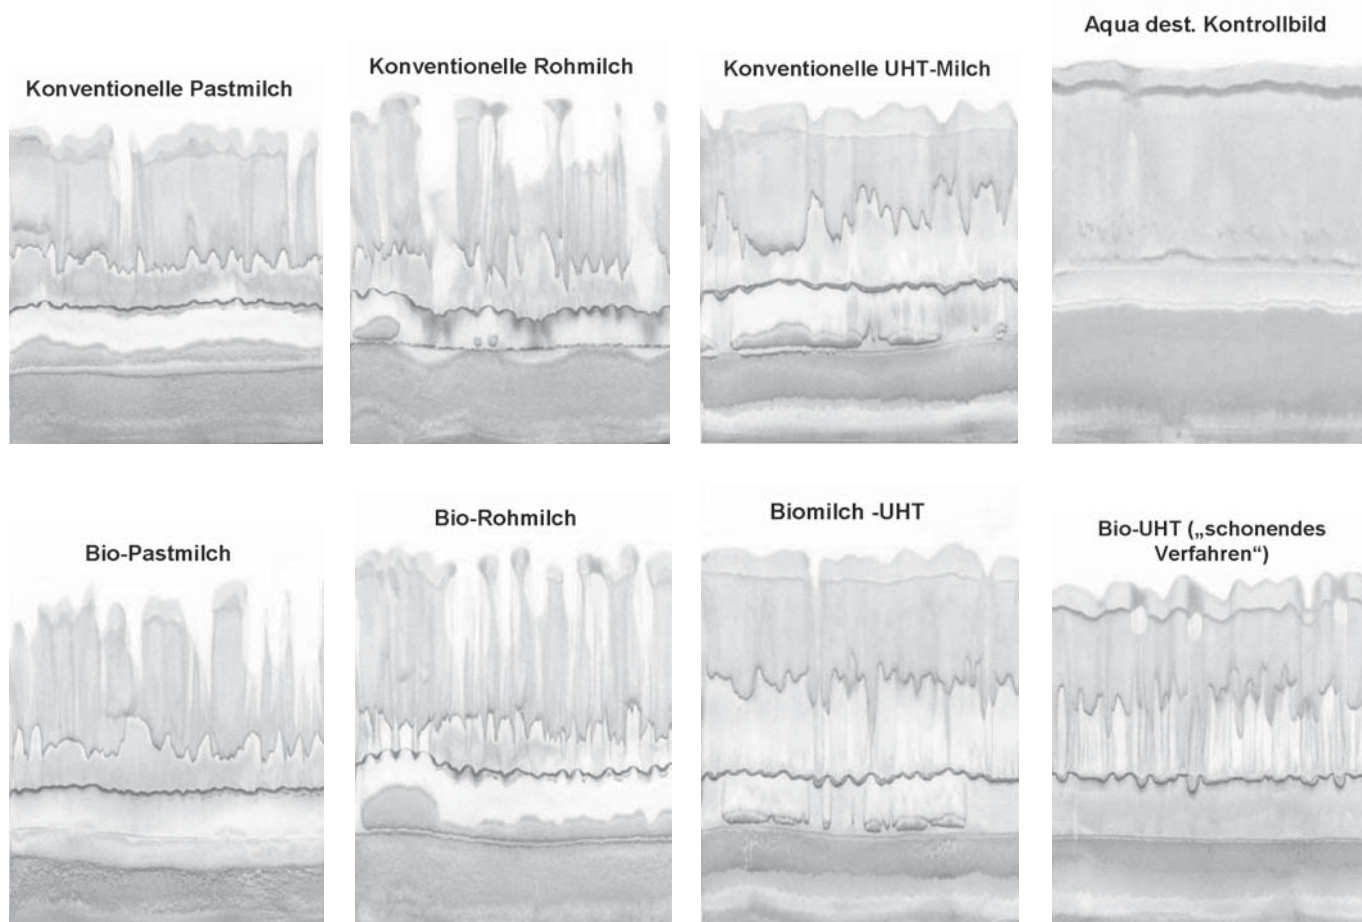 Konventionelle Pastmilch
Konventionelle Rohmilch
Konventionelle UHT-Milch
Aqua dest. Kontrollbild
Bio-Pastmilch
Bio-Rohmilch
Biomilch -UHT
Bio-UHT („schonendes
Verfahren“)